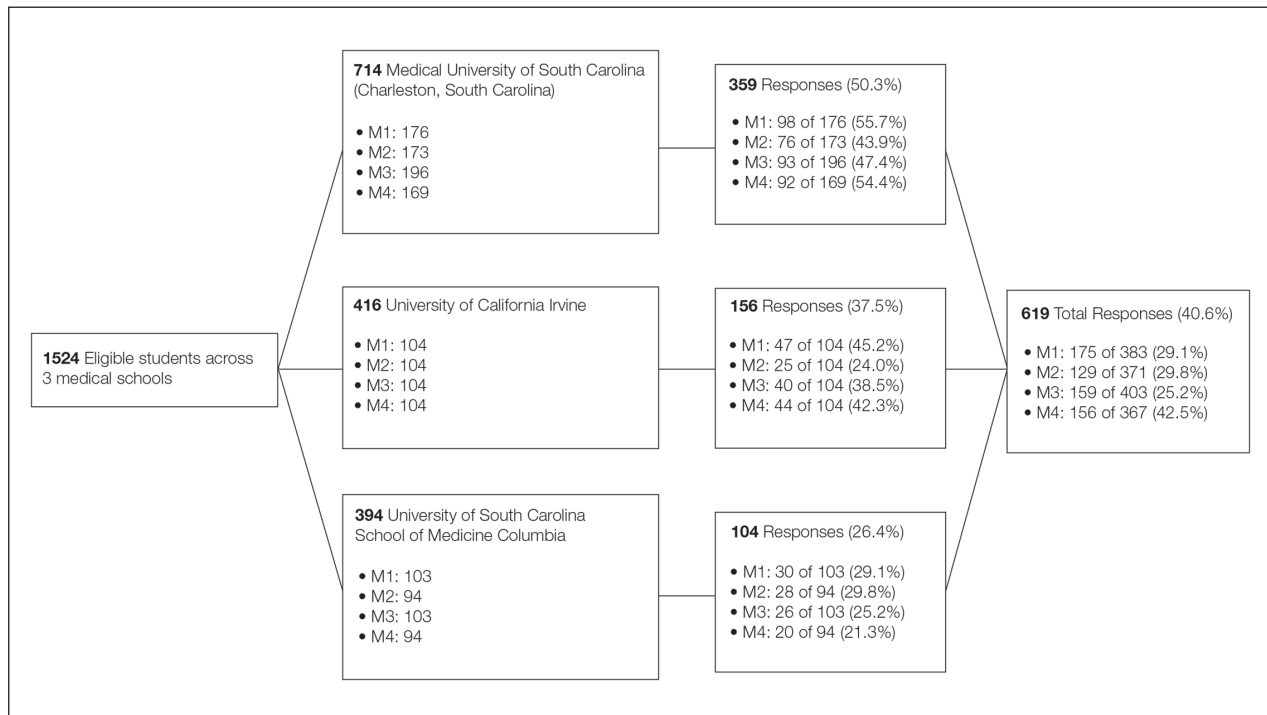 1524 Eligible students across
3 medical schools
714 Medical University of South Carolina
(Charleston, South Carolina)
• M1: 176
• M2: 173
• M3: 196
• M4: 169
359 Responses (50.3%)
• M1: 98 of 176 (55.7%)
• M2: 76 of 173 (43.9%)
• M3: 93 of 196 (47.4%)
• M4: 92 of 169 (54.4%)
416 University of California Irvine
• M1: 104
• M2: 104
• M3: 104
• M4: 104
156 Responses (37.5%)
• M1: 47 of 104 (45.2%)
• M2: 25 of 104 (24.0%)
• M3: 40 of 104 (38.5%)
• M4: 44 of 104 (42.3%)
394 University of South Carolina
School of Medicine Columbia
• M1: 103
• M2: 94
• M3: 103
• M4: 94
104 Responses (26.4%)
• M1: 30 of 103 (29.1%)
• M2: 28 of 94 (29.8%)
• M3: 26 of 103 (25.2%)
• M4: 20 of 94 (21.3%)
619 Total Responses (40.6%)
• M1: 175 of 383 (29.1%)
• M2: 129 of 371 (29.8%)
• M3: 159 of 403 (25.2%)
• M4: 156 of 367 (42.5%)